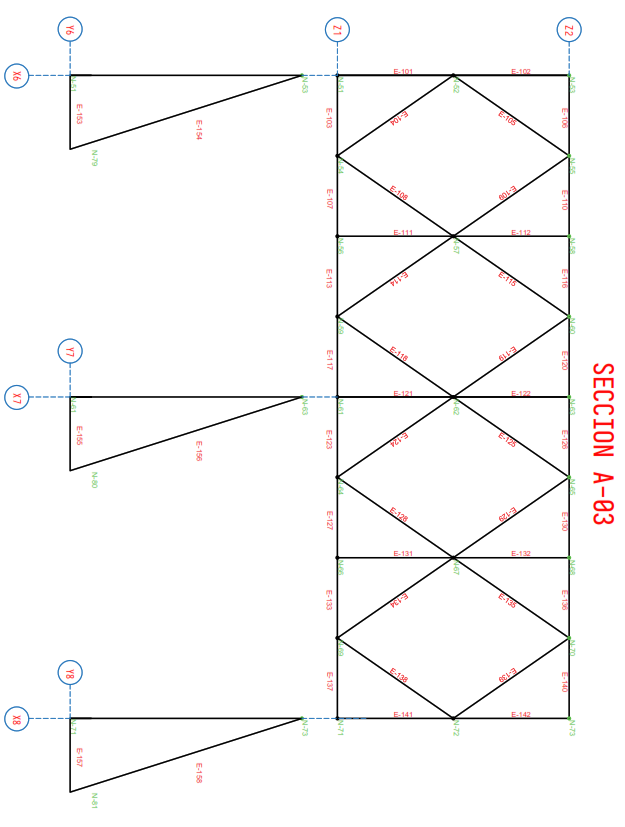 Y6
Z1
Z2
X6
N-51
N-53
N-51
E-101
N-52
E-102
N-53
E-153
E-154
N-79
E-103
E-104
E-105
E-106
N-54
N-55
E-107
E-108
E-109
E-110
N-56
E-111
N-57
E-112
N-58
E-113
E-114
E-115
E-116
N-59
N-60
Y7
E-117
E-118
E-119
E-120
X7
N-61
N-63
N-61
E-121
N-62
E-122
N-63
E-155
E-156
N-80
E-123
E-124
E-125
E-126
N-64
N-65
SECCION A-03
E-127
E-128
E-129
E-130
N-66
E-131
N-67
E-132
N-68
E-133
E-134
E-135
E-136
N-69
N-70
Y8
E-137
E-138
E-139
E-140
X8
N-71
N-73
N-71
E-141
N-72
E-142
N-73
E-157
E-158
N-81